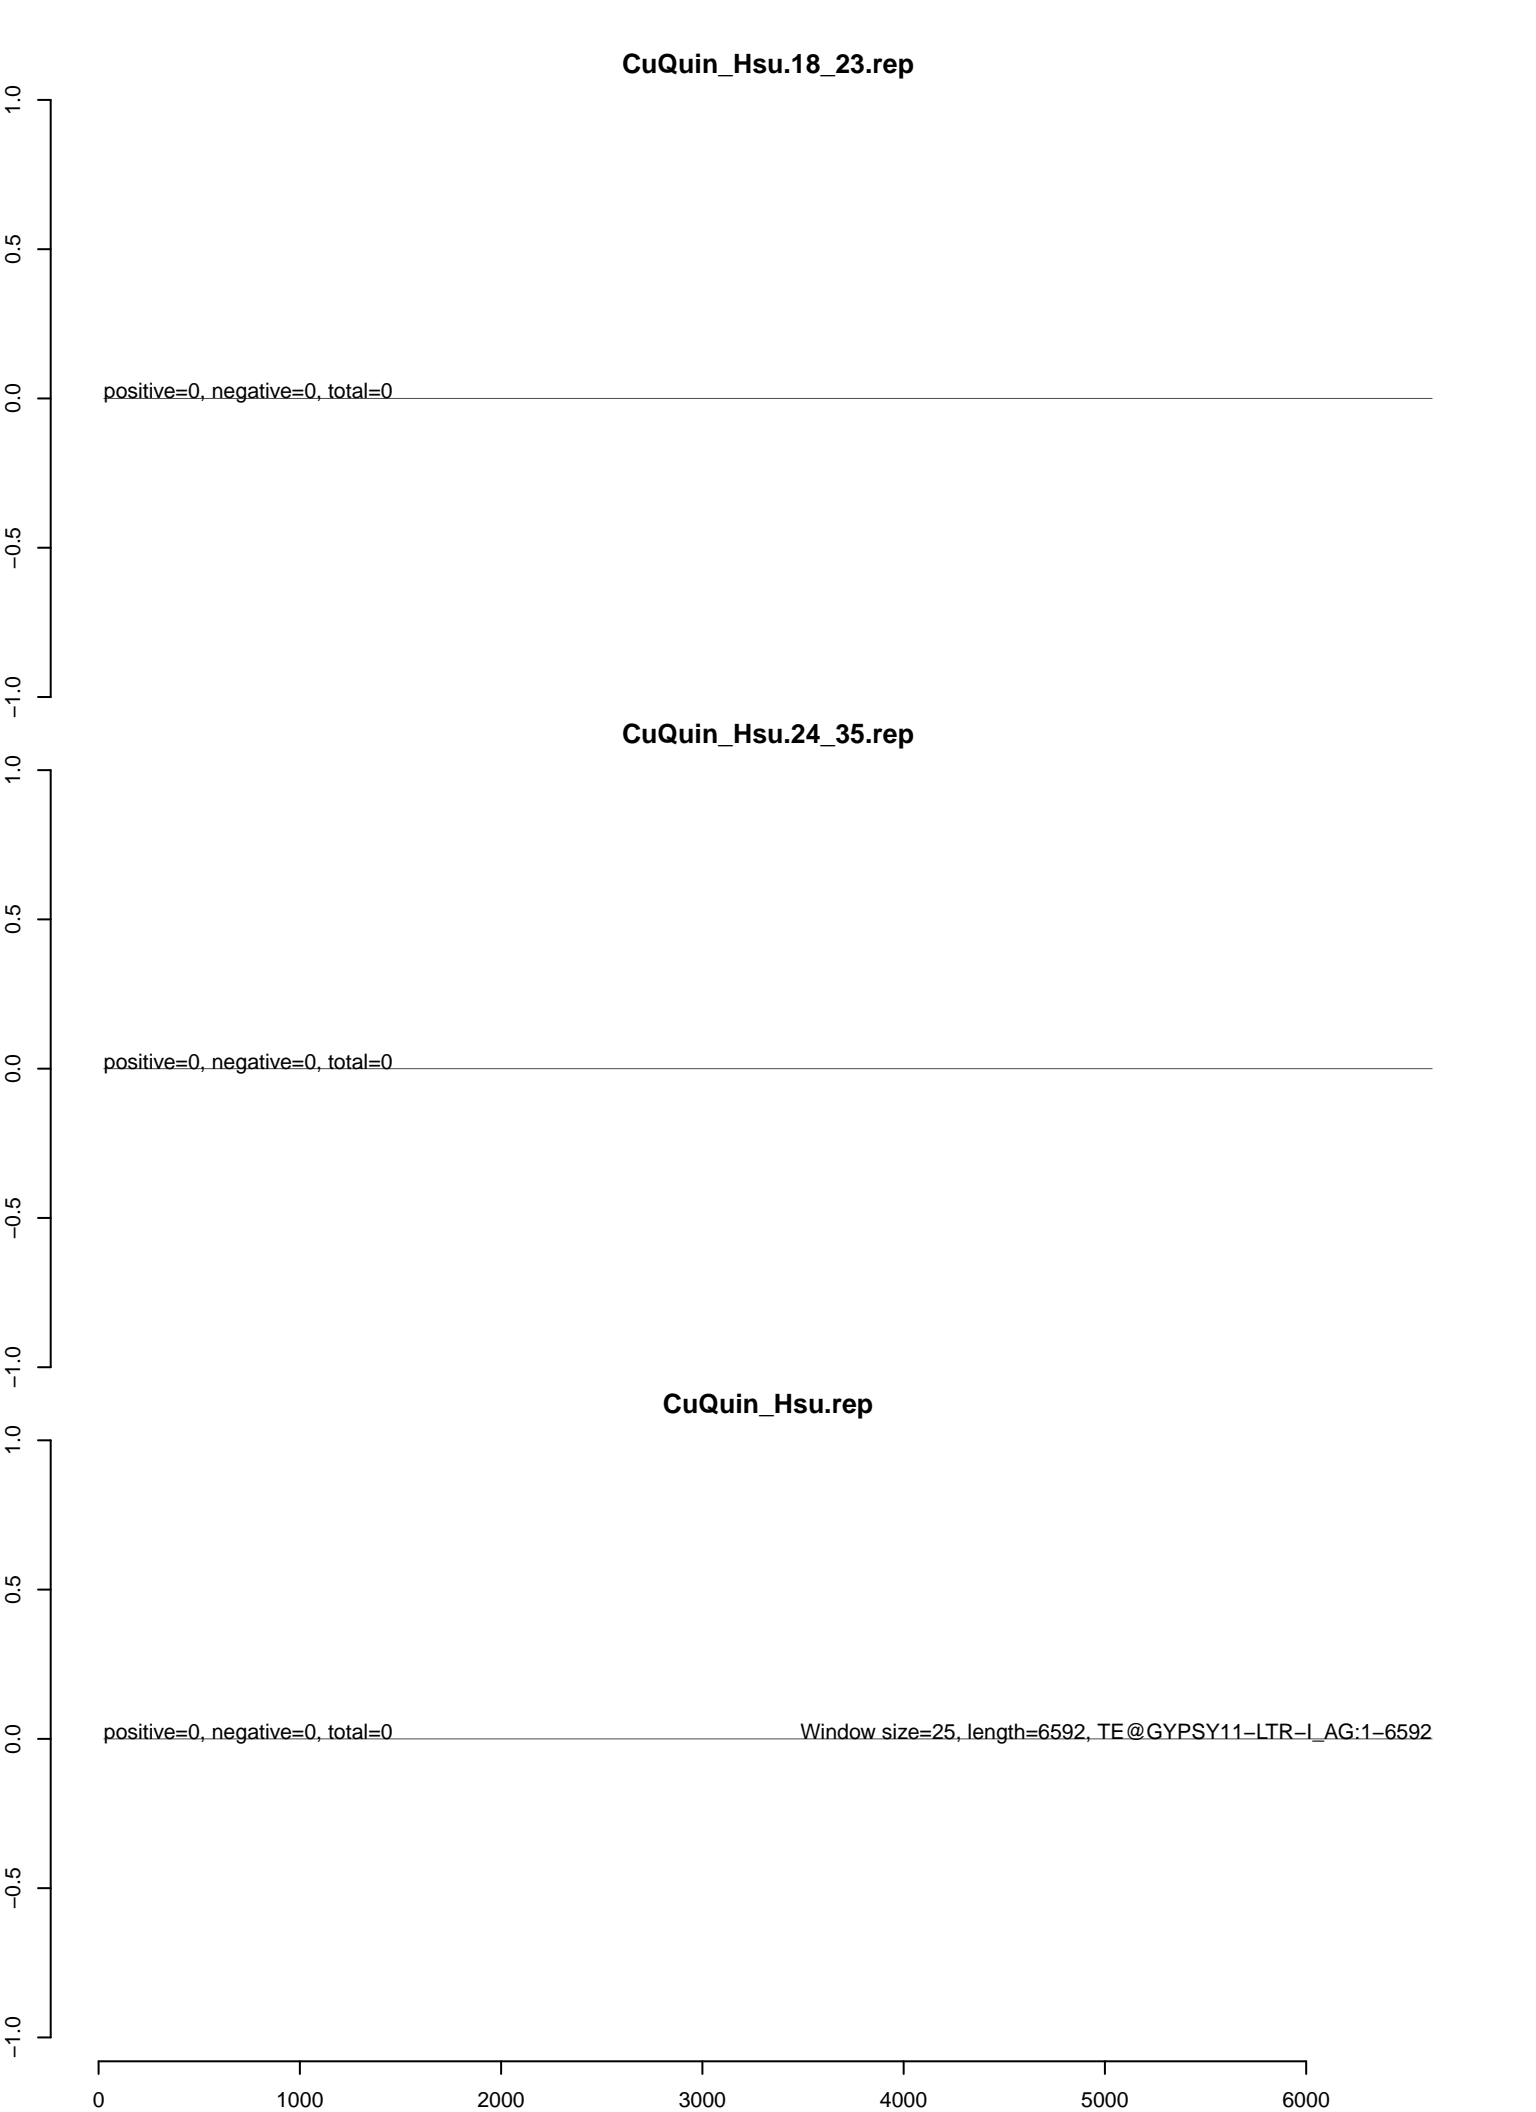 CuQuin_Hsu.18_23.rep
1.0
0.5
0.0
−0.5
−1.0
positive=0, negative=0, total=0
CuQuin_Hsu.24_35.rep
1.0
0.5
0.0
−0.5
−1.0
positive=0, negative=0, total=0
CuQuin_Hsu.rep
1.0
0.5
0.0
−0.5
−1.0
positive=0, negative=0, total=0
Window size=25, length=6592, TE@GYPSY11−LTR−I_AG:1−6592
0 1000 2000 3000 4000 5000 6000